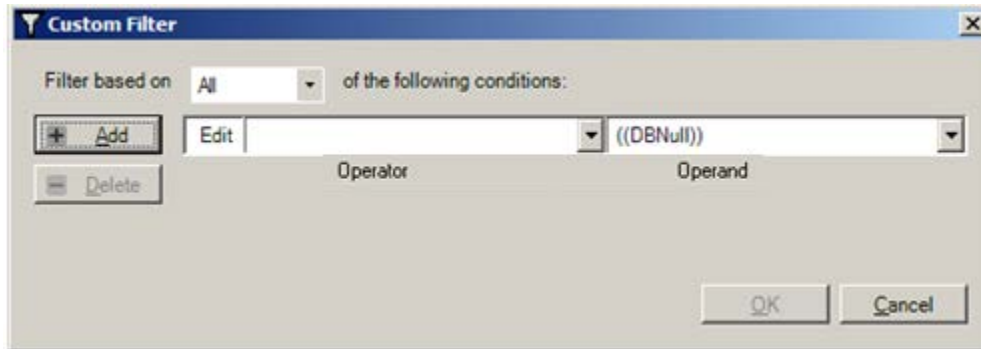 Custom Filter
Filter based on All of the following conditions:
Add Edit ((DBNull))
Delete Operator Operand
OK Cancel